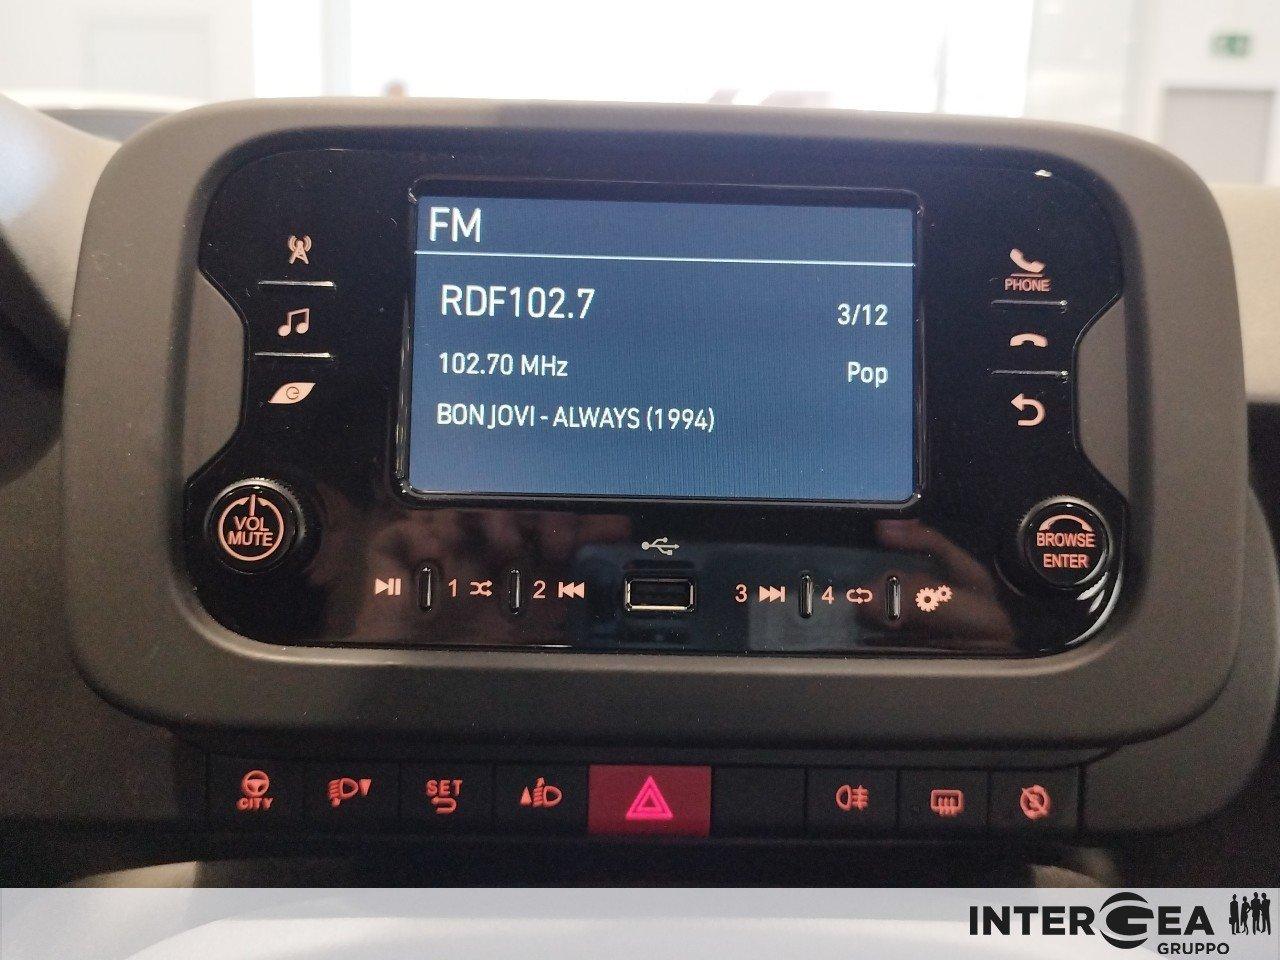 FM
RDF102.7
3/12
102.70 MHz
Pop
BON JOVI - ALWAYS (1994)
PHONE
VOL
MUTE
BROWSE
ENTER
1
2
3
4
CITY
SET
INTERGEA
GRUPPO